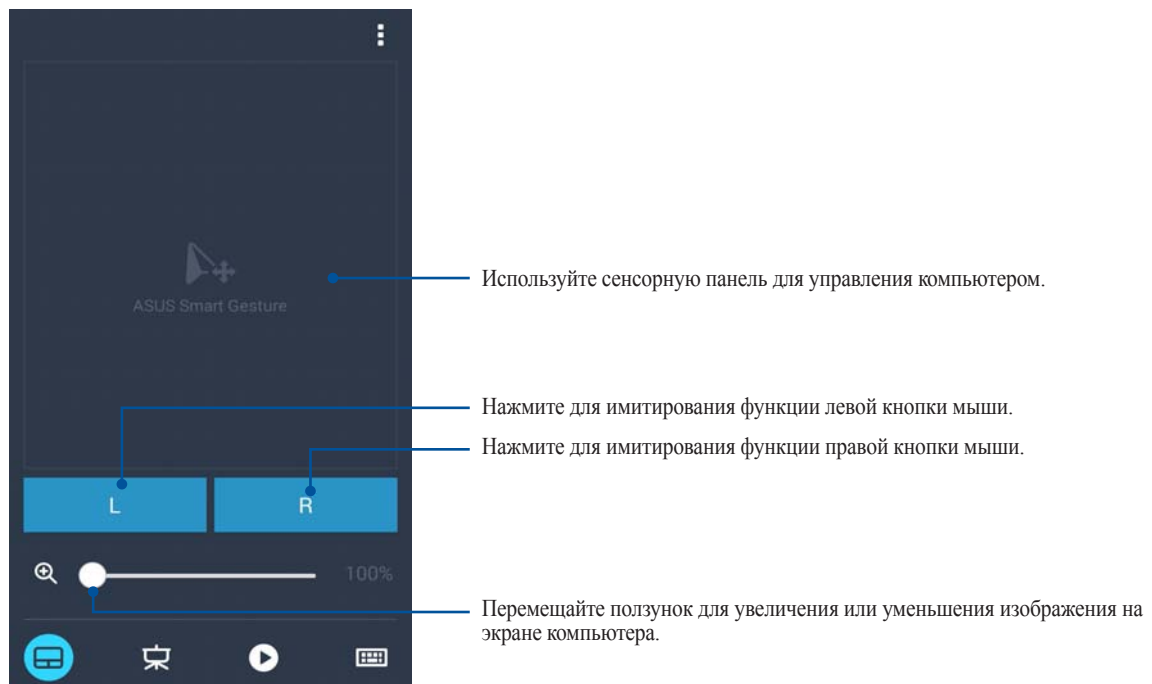 Используйте сенсорную панель для управления компьютером.
ASUS Smart Gesture
Нажмите для имитирования функции левой кнопки мыши.
Нажмите для имитирования функции правой кнопки мыши.
L
R
100%
Перемещайте ползунок для увеличения или уменьшения изображения на
экране компьютера.